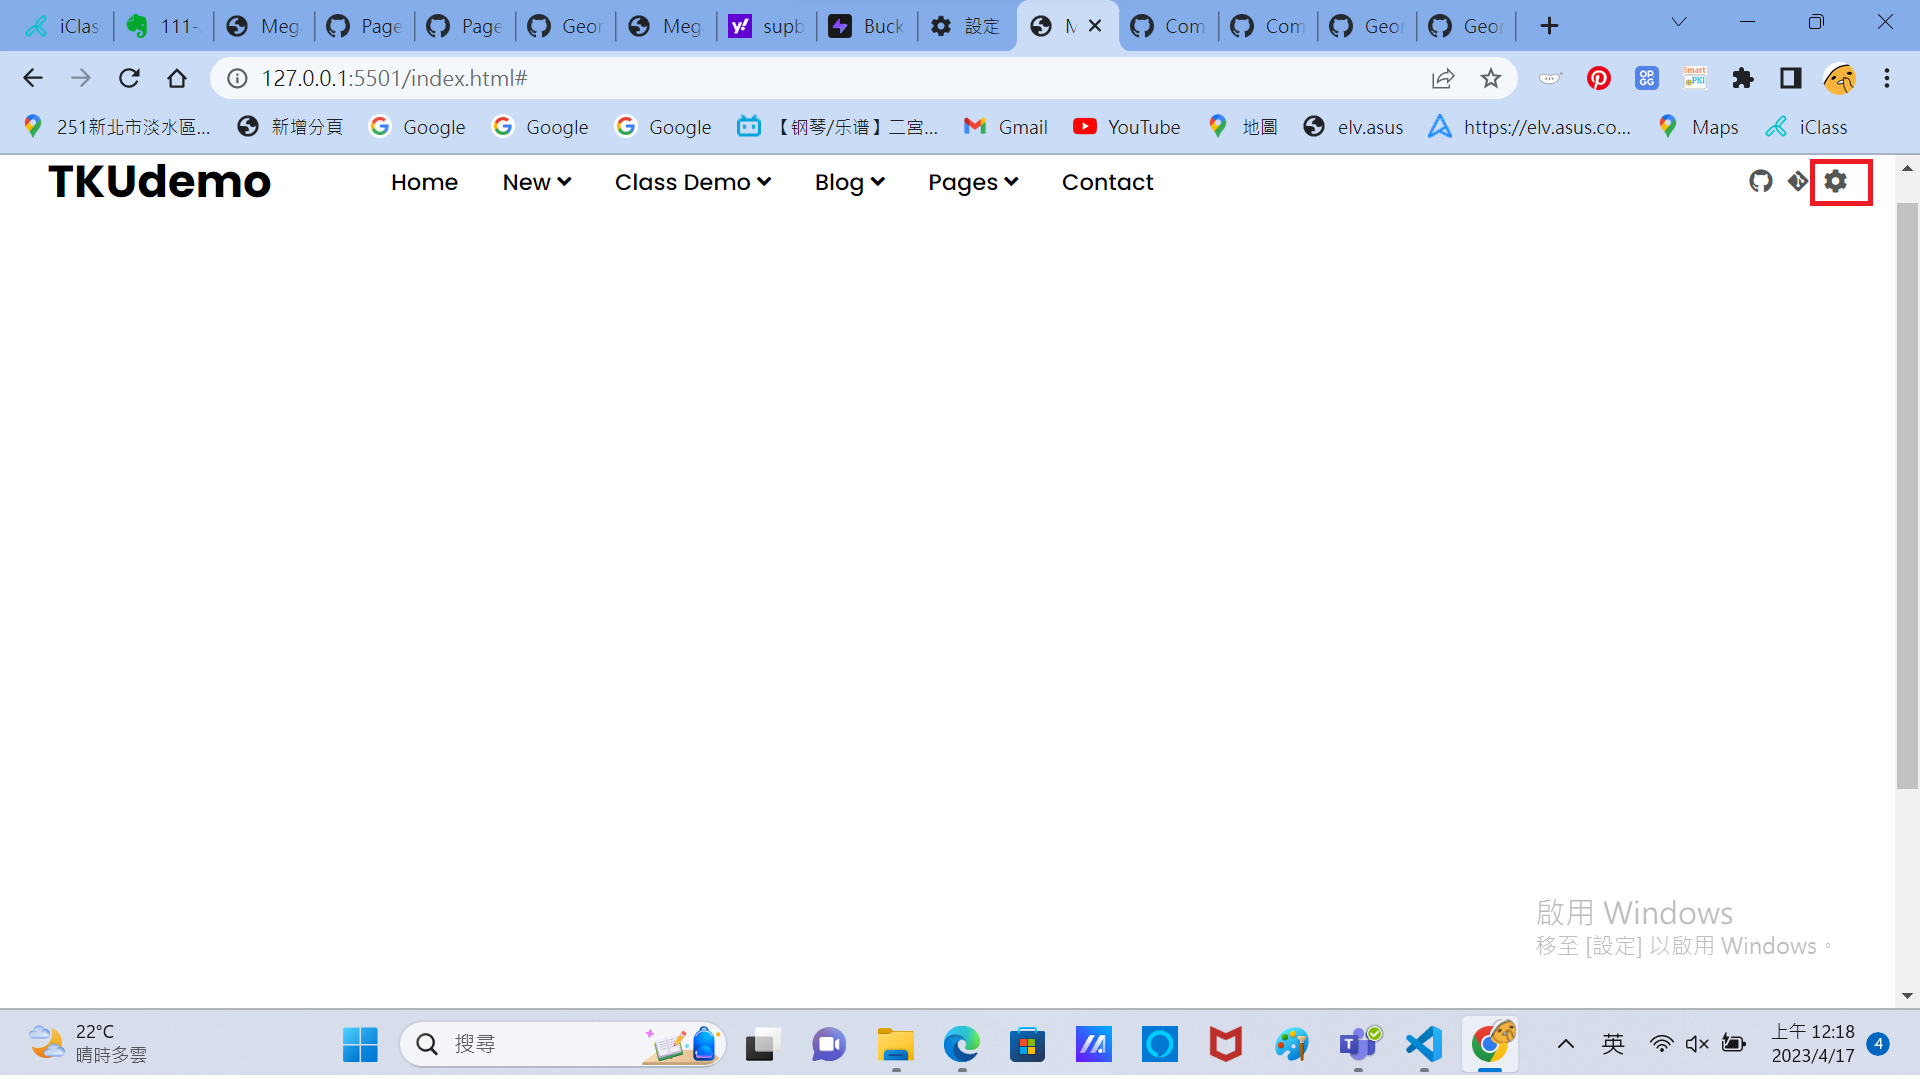 iClas
111-
Meg
Page
Page
Geor
Meg
supb
Buck
設定
M
Com
Com
Geor
Geor
127.0.0.1:5501/index.html#
251新北市淡水區...
新增分頁
Google
Google
Google
【钢琴/乐谱】二宮...
Gmail
YouTube
地圖
elv.asus
https://elv.asus.co...
Maps
iClass
TKUdemo
Home
New
Class Demo
Blog
Pages
Contact
啟用 Windows
移至 [設定] 以啟用 Windows。
22°C
晴時多雲
搜尋
英
上午 12:18
2023/4/17
4